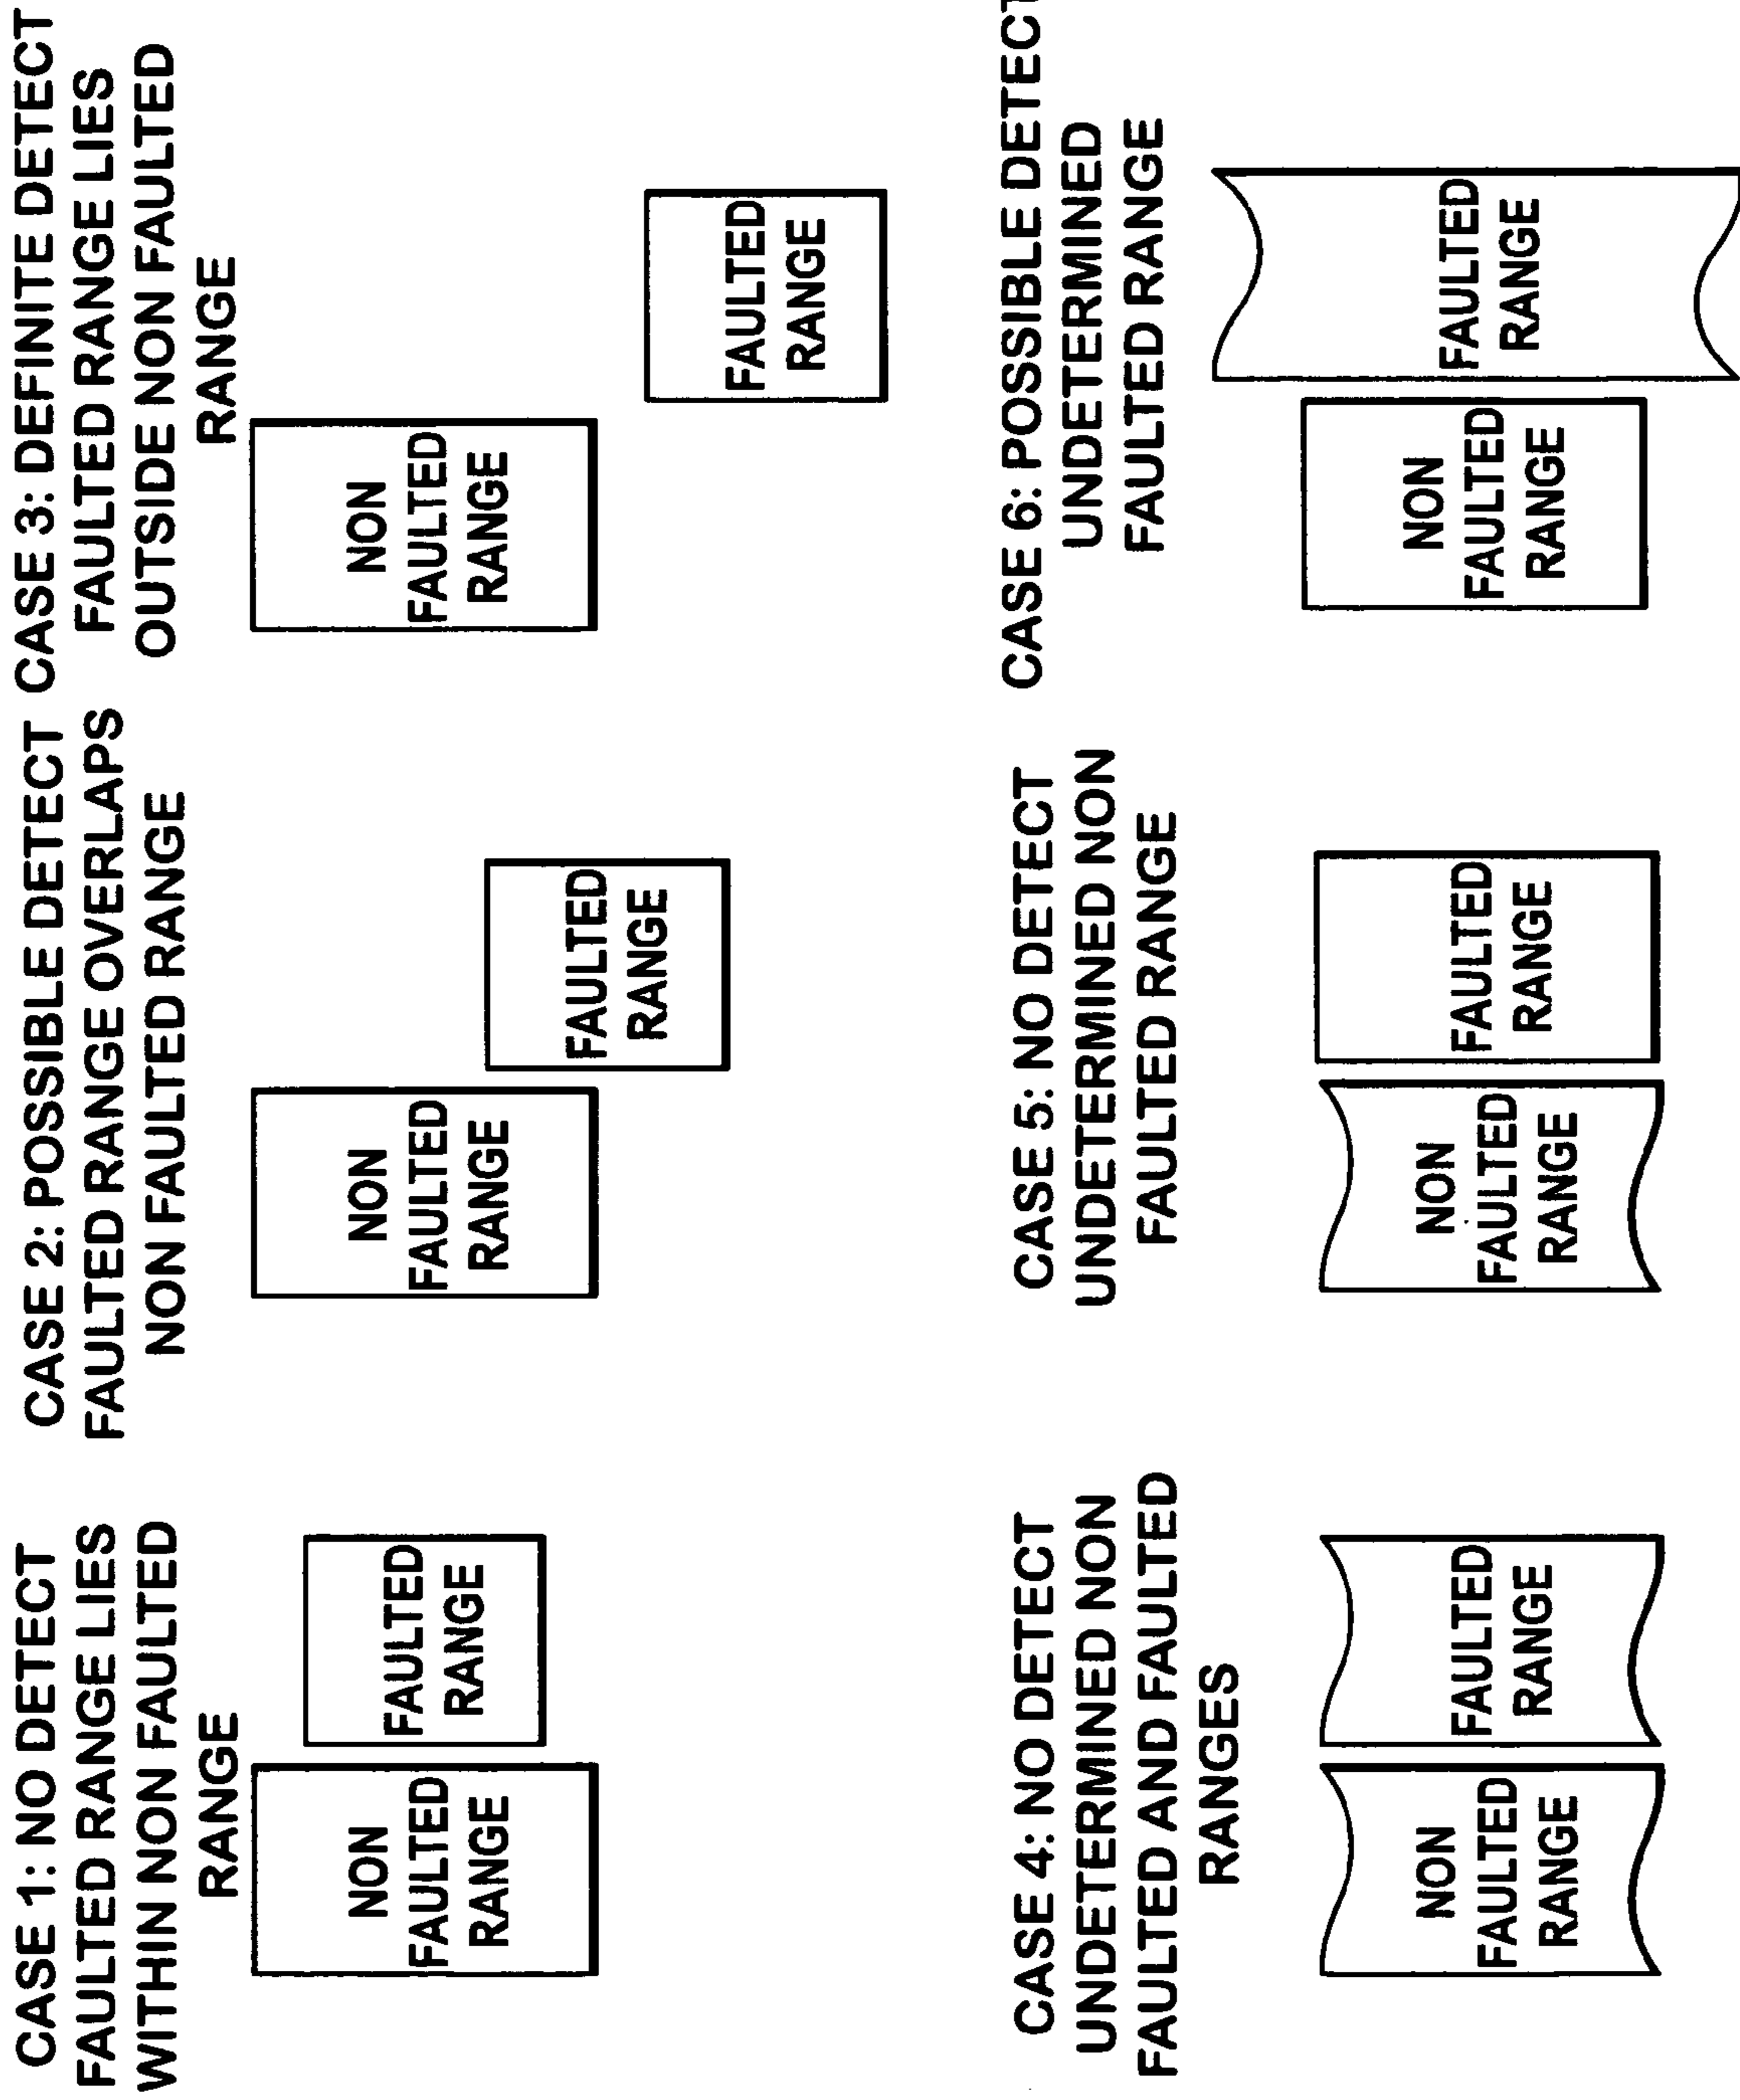 CASE 1: NO DETECT
FAULTED RANGE LIES
WITHIN NON FAULTED
RANGE
NON
FAULTED
RANGE
FAULTED
RANGE
CASE 2: POSSIBLE DETECT
FAULTED RANGE OVERLAPS
NON FAULTED RANGE
NON
FAULTED
RANGE
FAULTED
RANGE
CASE 3: DEFINITE DETECT
FAULTED RANGE LIES
OUTSIDE NON FAULTED
RANGE
NON
FAULTED
RANGE
FAULTED
RANGE
CASE 4: NO DETECT
UNDETERMINED NON
FAULTED AND FAULTED
RANGES
NON
FAULTED
RANGE
FAULTED
RANGE
CASE 5: NO DETECT
UNDETERMINED NON
FAULTED RANGE
NON
FAULTED
RANGE
FAULTED
RANGE
CASE 6: POSSIBLE DETECT
UNDETERMINED
FAULTED RANGE
NON
FAULTED
RANGE
FAULTED
RANGE